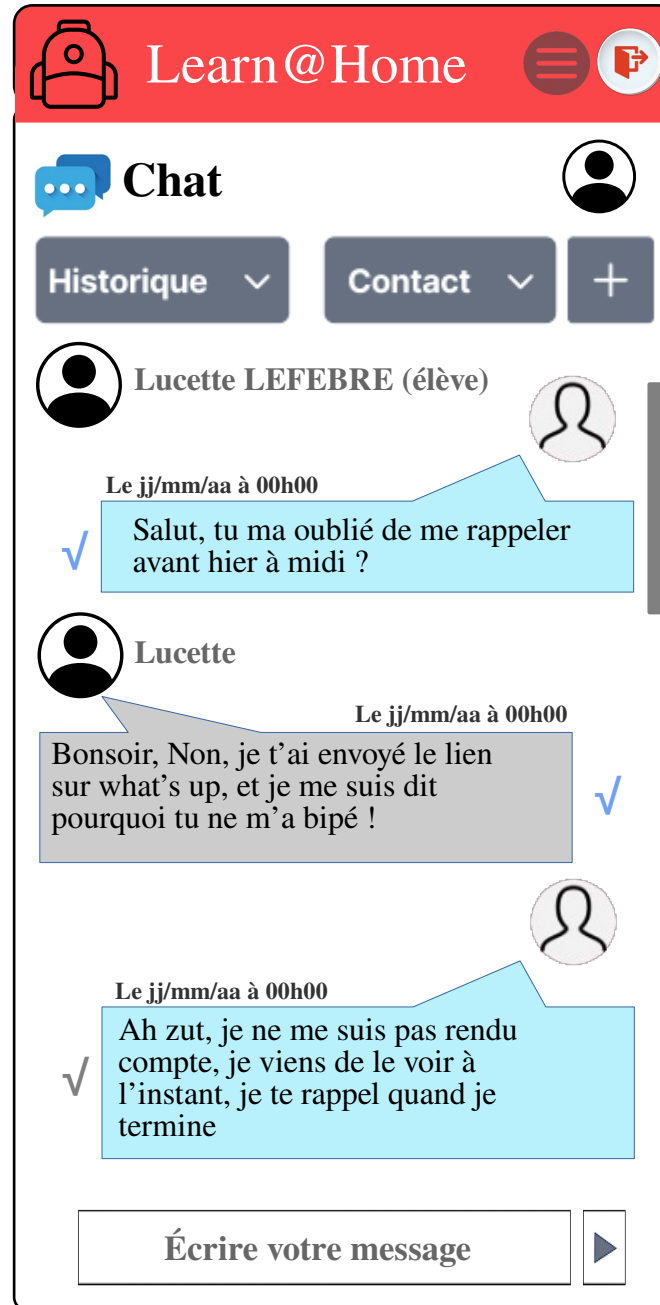 Learn@Home
Chat
Historique
Contact
Lucette LEFEBRE (élève)
Le jj/mm/aa à 00h00
Salut, tu ma oublié de me rappeler
avant hier à midi ?
Lucette
Le jj/mm/aa à 00h00
Bonsoir, Non, je t'ai envoyé le lien
sur what’s up, et je me suis dit
pourquoi tu ne m’a bipé !
Le jj/mm/aa à 00h00
Ah zut, je ne me suis pas rendu
compte, je viens de le voir à
l’instant, je te rappel quand je
termine
Écrire votre message